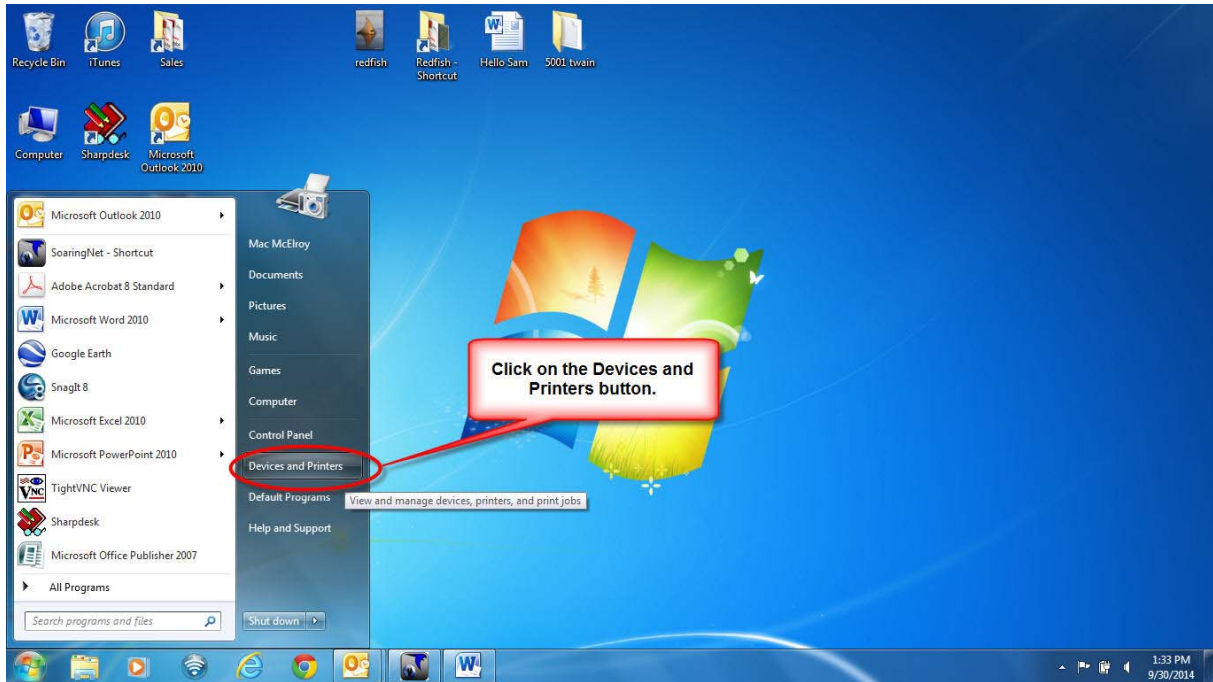 Recycle Bin
iTunes
Sales
redfish
Redfish -
Shortcut
Hello Sam
5001 twain
Computer
Sharpdesk
Microsoft
Outlook 2010
Microsoft Outlook 2010
SoaringNet - Shortcut
Adobe Acrobat 8 Standard
Microsoft Word 2010
Google Earth
SnagIt 8
Microsoft Excel 2010
Microsoft PowerPoint 2010
TightVNC Viewer
Sharpdesk
Microsoft Office Publisher 2007
All Programs
Search programs and files
Mac McElroy
Documents
Pictures
Music
Games
Computer
Control Panel
Devices and Printers
Default Programs
Help and Support
Shut down
View and manage devices, printers, and print jobs
Click on the Devices and
Printers button.
1:33 PM
9/30/2014